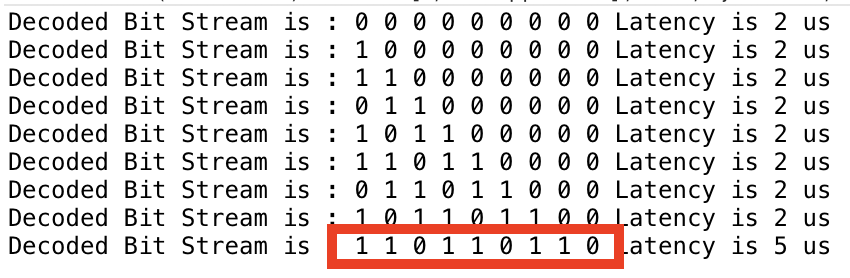 Decoded Bit Stream is : 0 0 0 0 0 0 0 0 0 Latency is 2 us
Decoded Bit Stream is : 1 0 0 0 0 0 0 0 0 Latency is 2 us
Decoded Bit Stream is : 1 1 0 0 0 0 0 0 0 Latency is 2 us
Decoded Bit Stream is : 0 1 1 0 0 0 0 0 0 Latency is 2 us
Decoded Bit Stream is : 1 0 1 1 0 0 0 0 0 Latency is 2 us
Decoded Bit Stream is : 1 1 0 1 1 0 0 0 0 Latency is 2 us
Decoded Bit Stream is : 0 1 1 0 1 1 0 0 0 Latency is 2 us
Decoded Bit Stream is : 1 0 1 1 0 1 1 0 0 Latency is 2 us
Decoded Bit Stream is 1 1 0 1 1 0 1 1 0 Latency is 5 us